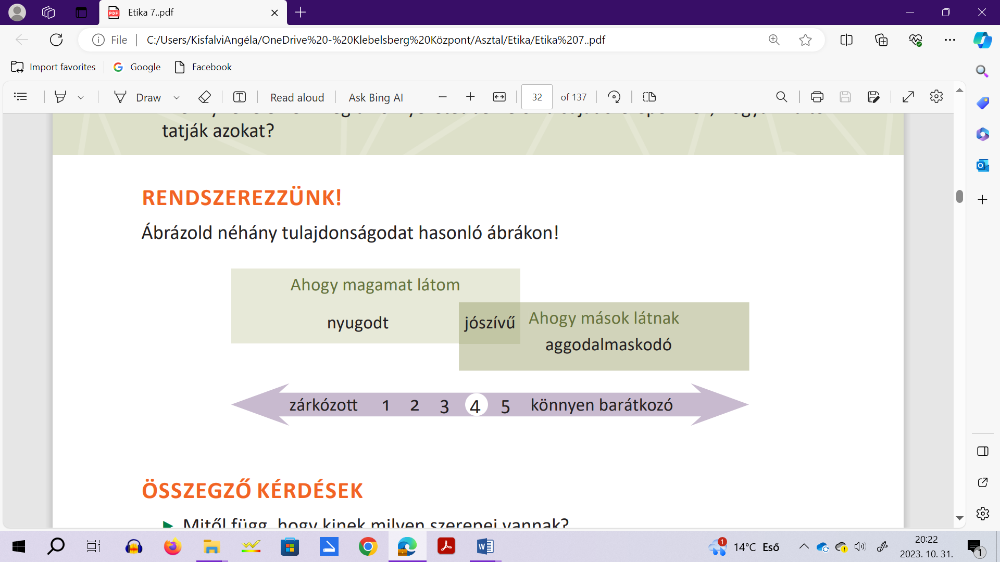 Etika 7..pdf
File
C:/Users/KisfalviAngéla/OneDrive%20-%20Klebelsberg%20Központ/Asztal/Etika/Etika%207..pdf
Import favorites
Google
Facebook
Draw
Read aloud
Ask Bing AI
32
of 137
tatják azokat?
RENDSZEREZZÜNK!
Ábrázold néhány tulajdonságodat hasonló ábrákon!
Ahogy magamat látom
nyugodt
jószívű
Ahogy mások látnak
aggodalmaskodó
zárkózott 1 2 3 4 5 könnyen barátkozó
ÖSSZEGZŐ KÉRDÉSEK
► Mitől függ, hogy kinek milyen szerepei vannak?
1
14°C Eső
20:22
2023. 10. 31.
1